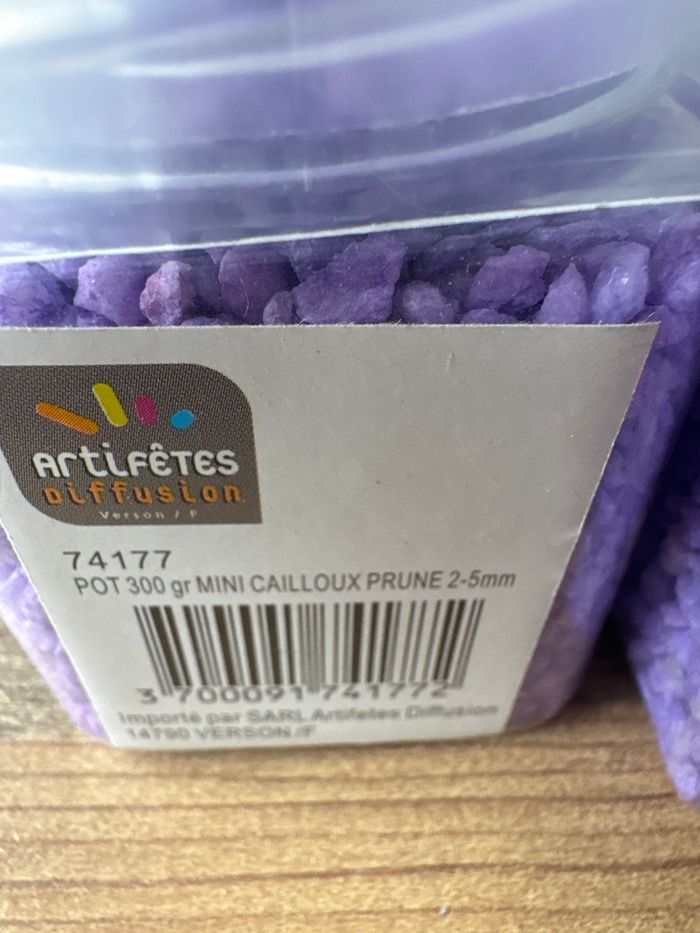 ArtiFêTES
Diffusion
Verson / F
74177
POT 300 gr MINI CAILLOUX PRUNE 2-5mm
3 700091 741772
Importé par SARL Artifetes Diffusion
14790 VERSON /F